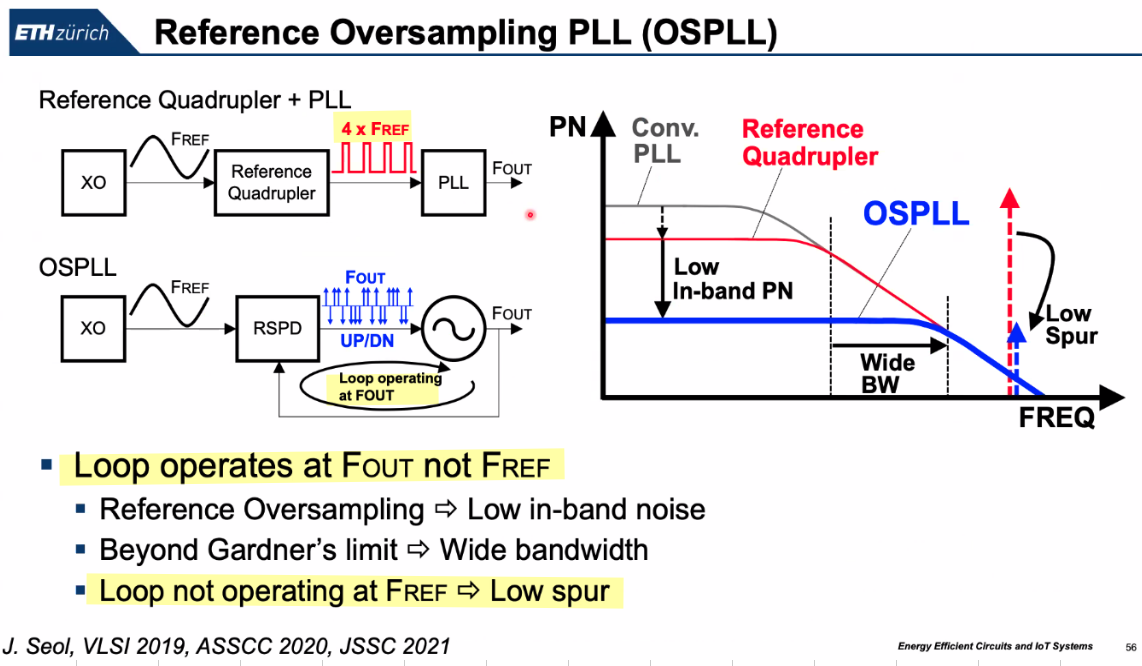 ETH zürich
Reference Oversampling PLL (OSPLL)
Reference Quadrupler + PLL
XO
FREF
Reference
Quadrupler
4 x FREF
PLL
FOUT
OSPLL
XO
FREF
RSPD
FOUT
UP/DN
FOUT
Loop operating
at FOUT
PN
Conv.
PLL
Reference
Quadrupler
OSPLL
Low
In-band PN
Wide
BW
Low
Spur
FREQ
▪ Loop operates at FOUT not FREF
▪ Reference Oversampling ⇨ Low in-band noise
▪ Beyond Gardner's limit ⇨ Wide bandwidth
▪ Loop not operating at FREF ⇨ Low spur
J. Seol, VLSI 2019, ASSCC 2020, JSSC 2021
Energy Efficient Circuits and IoT Systems
56